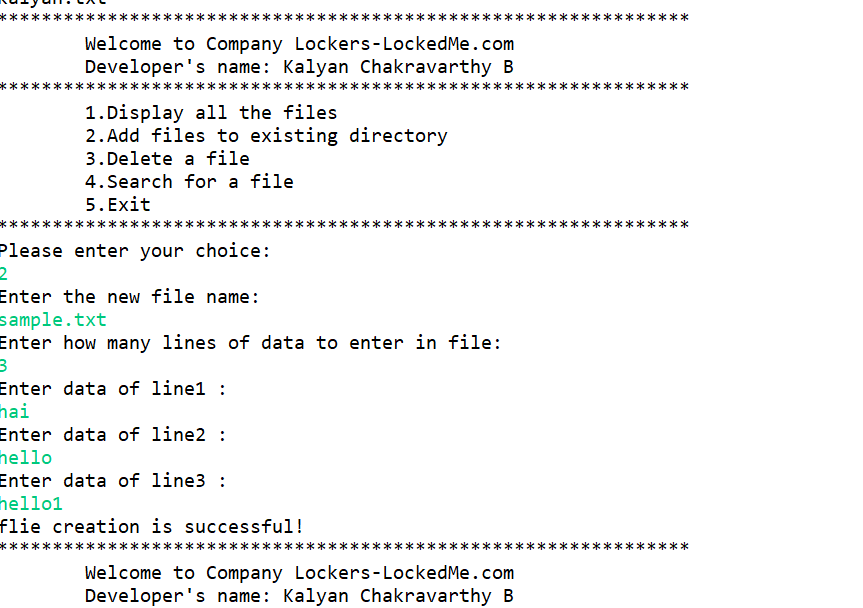 kalyan.txt
***************************************************************
Welcome to Company Lockers-LockedMe.com
Developer's name: Kalyan Chakravarthy B
***************************************************************
1.Display all the files
2.Add files to existing directory
3.Delete a file
4.Search for a file
5.Exit
***************************************************************
Please enter your choice:
2
Enter the new file name:
sample.txt
Enter how many lines of data to enter in file:
3
Enter data of line1 :
hai
Enter data of line2 :
hello
Enter data of line3 :
hello1
flie creation is successful!
***************************************************************
Welcome to Company Lockers-LockedMe.com
Developer's name: Kalyan Chakravarthy B